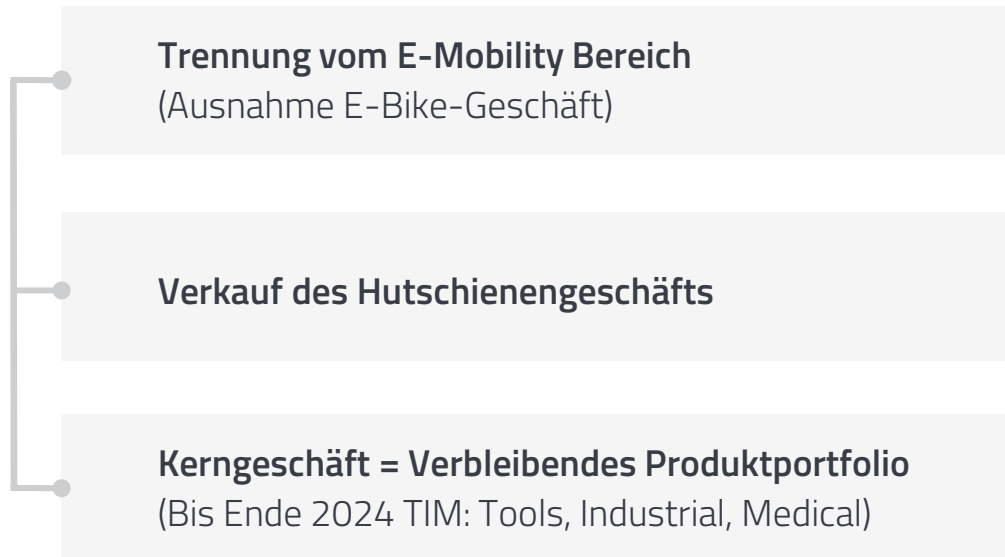 Trennung vom E-Mobility Bereich
(Ausnahme E-Bike-Geschäft)
Verkauf des Hutschienengeschäfts
Kerngeschäft = Verbleibendes Produktportfolio
(Bis Ende 2024 TIM: Tools, Industrial, Medical)